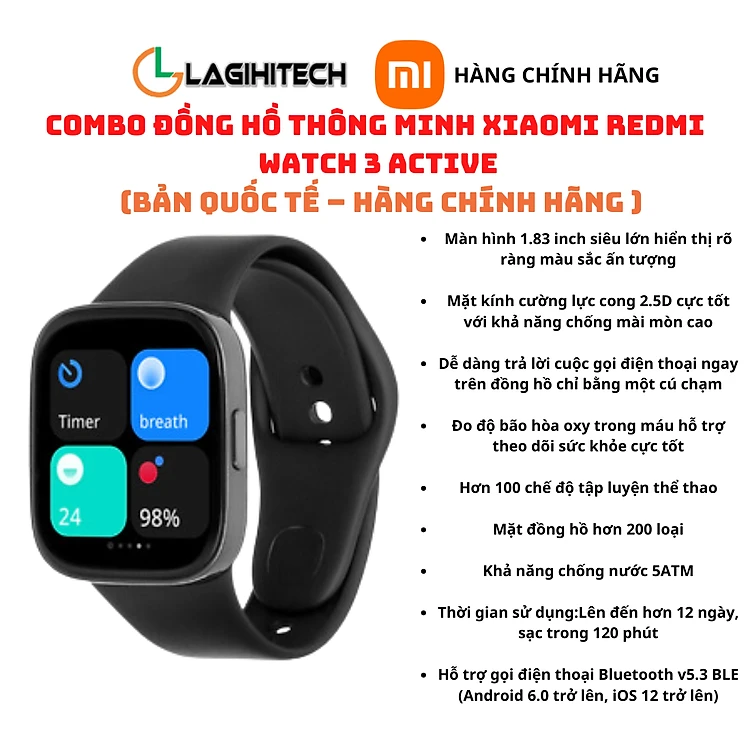 LAGIHITECH
mi HÀNG CHÍNH HÃNG
COMBO ĐỒNG HỒ THÔNG MINH XIAOMI REDMI
WATCH 3 ACTIVE
(BẢN QUỐC TẾ – HÀNG CHÍNH HÃNG )
• Màn hình 1.83 inch siêu lớn hiển thị rõ
ràng màu sắc ấn tượng
• Mặt kính cường lực cong 2.5D cực tốt
với khả năng chống mài mòn cao
• Dễ dàng trả lời cuộc gọi điện thoại ngay
trên đồng hồ chỉ bằng một cú chạm
• Đo độ bão hòa oxy trong máu hỗ trợ
theo dõi sức khỏe cực tốt
• Hơn 100 chế độ tập luyện thể thao
• Mặt đồng hồ hơn 200 loại
• Khả năng chống nước 5ATM
• Thời gian sử dụng:Lên đến hơn 12 ngày,
sạc trong 120 phút
• Hỗ trợ gọi điện thoại Bluetooth v5.3 BLE
(Android 6.0 trở lên, iOS 12 trở lên)
Timer
breath
24
98%